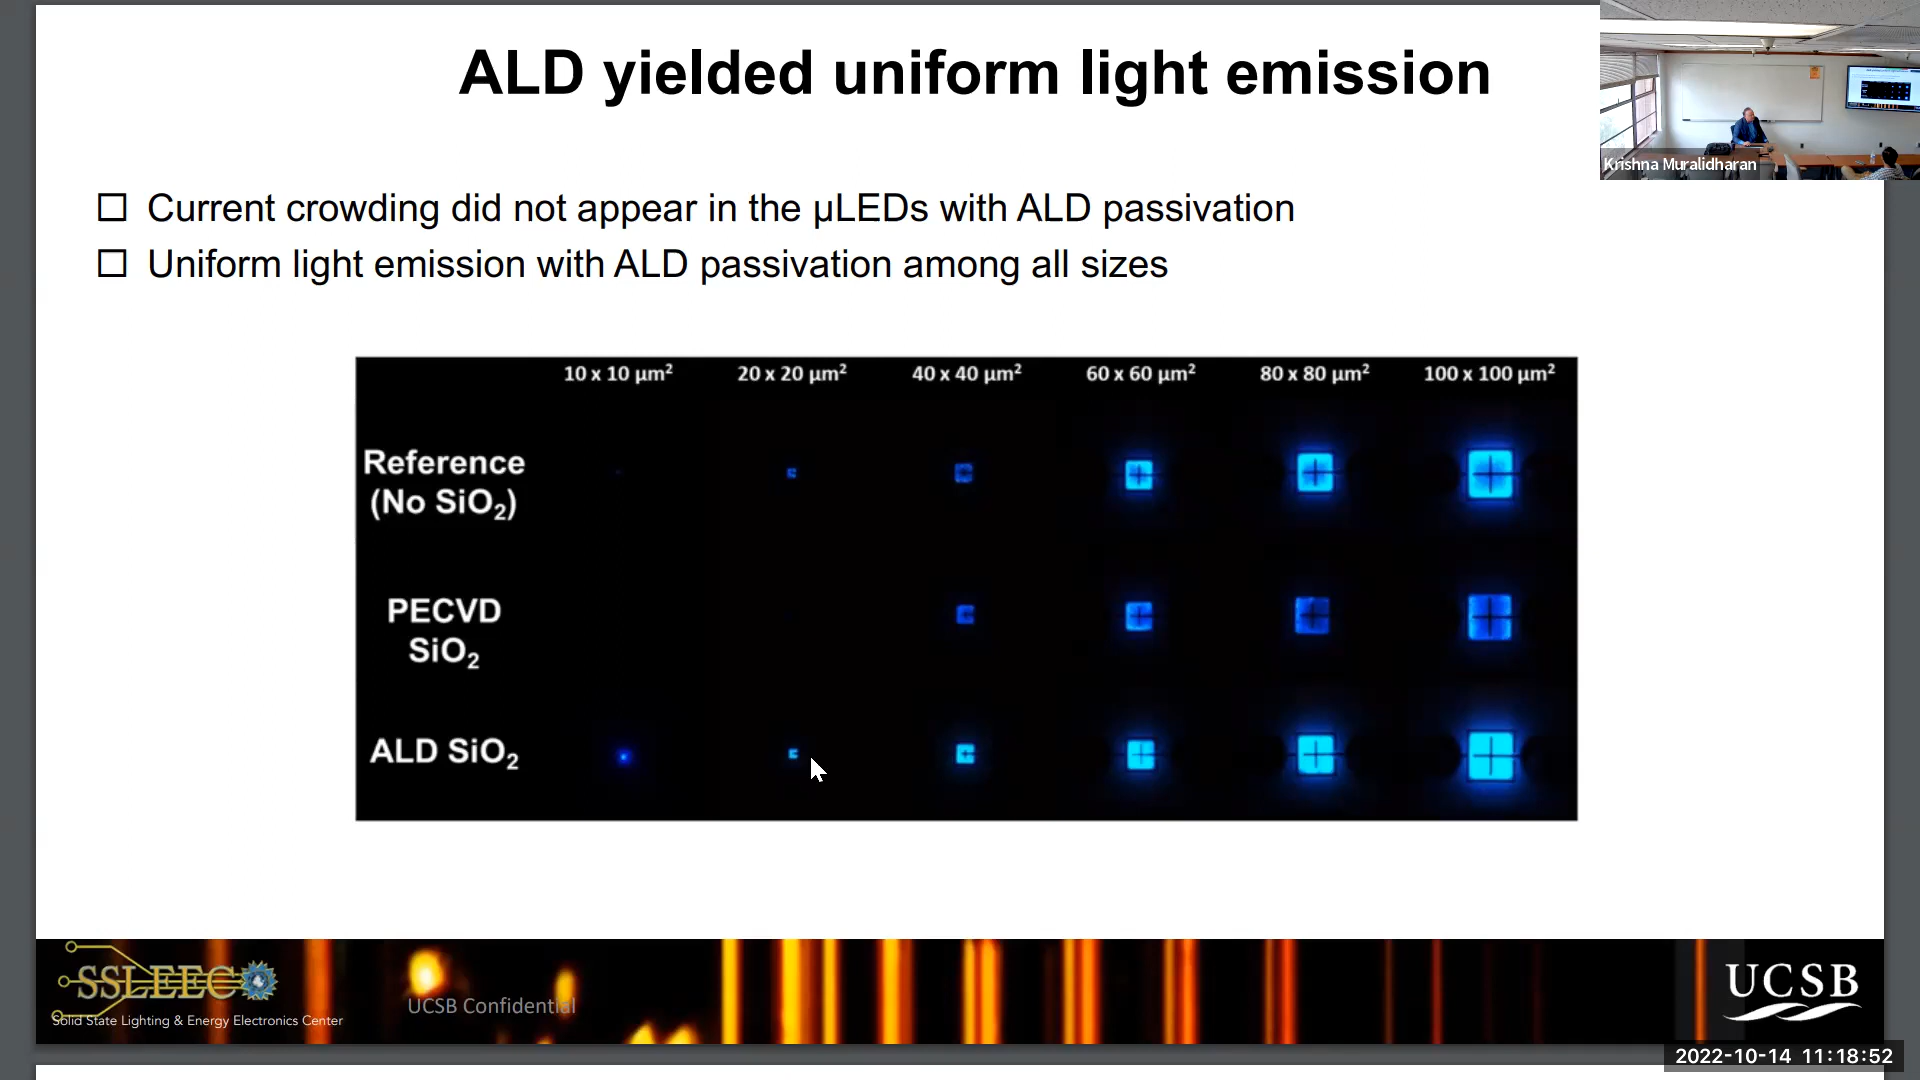 ALD yielded uniform light emission
Krishna Muralidharan
☐ Current crowding did not appear in the µLEDs with ALD passivation
☐ Uniform light emission with ALD passivation among all sizes
10 x 10 µm² 20 x 20 µm² 40 x 40 µm² 60 x 60 µm² 80 x 80 µm² 100 x 100 µm²
Reference
(No SiO₂)
PECVD
SiO₂
ALD SiO₂
SSLEEC
Solid State Lighting & Energy Electronics Center
UCSB Confidential
UCSB
2022-10-14 11:18:52